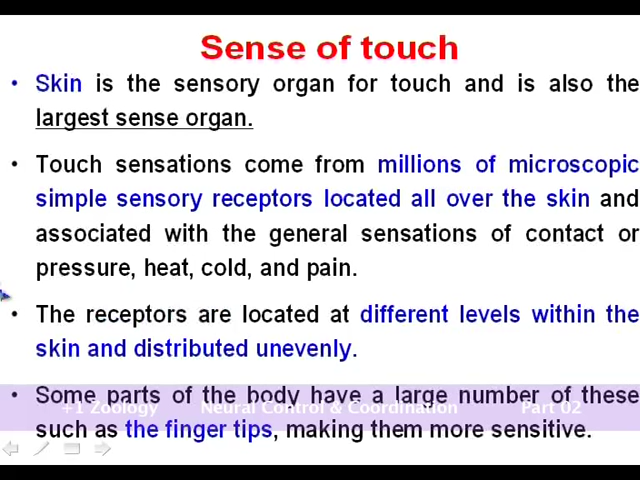 Sense of touch
• Skin is the sensory organ for touch and is also the
largest sense organ.
• Touch sensations come from millions of microscopic
simple sensory receptors located all over the skin and
associated with the general sensations of contact or
pressure, heat, cold, and pain.
• The receptors are located at different levels within the
skin and distributed unevenly.
• Some parts of the body have a large number of these
+1 Zoology Neural Control & Coordination Part 02
such as the finger tips, making them more sensitive.